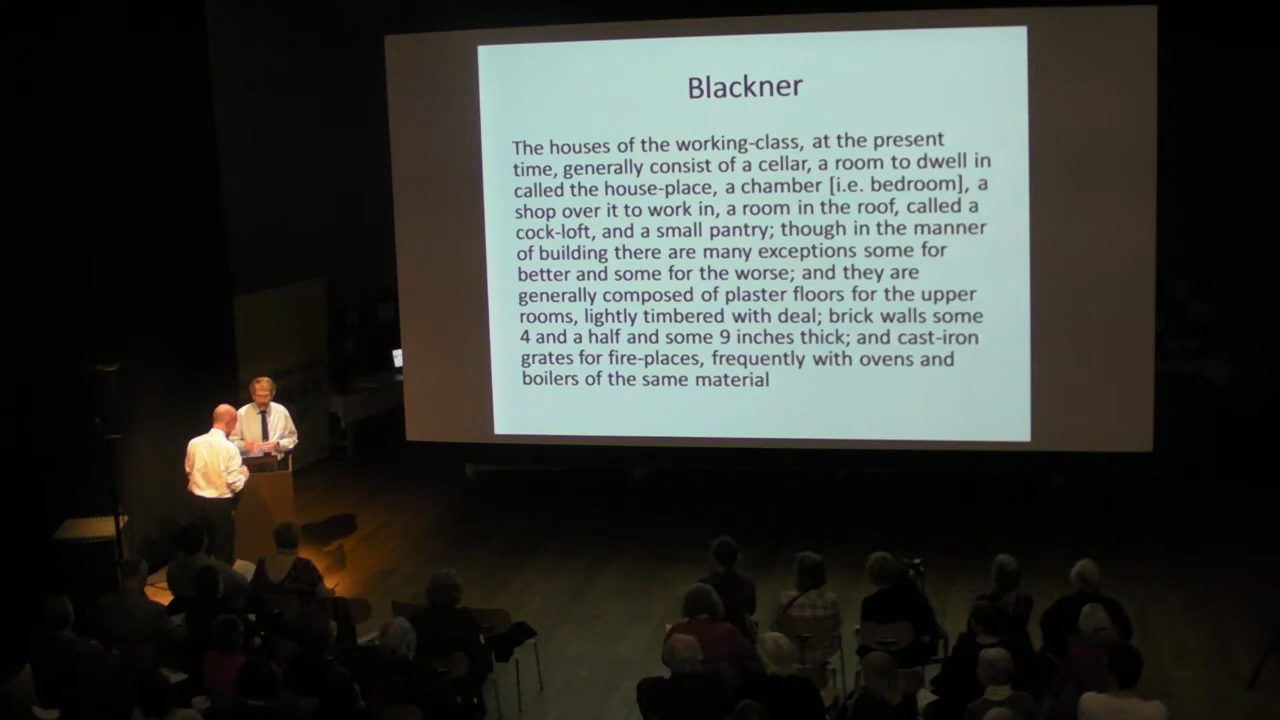 Blackner
The houses of the working-class, at the present
time, generally consist of a cellar, a room to dwell in
called the house-place, a chamber [i.e. bedroom], a
shop over it to work in, a room in the roof, called a
cock-loft, and a small pantry; though in the manner
of building there are many exceptions some for
better and some for the worse; and they are
generally composed of plaster floors for the upper
rooms, lightly timbered with deal; brick walls some
4 and a half and some 9 inches thick; and cast-iron
grates for fire-places, frequently with ovens and
boilers of the same material